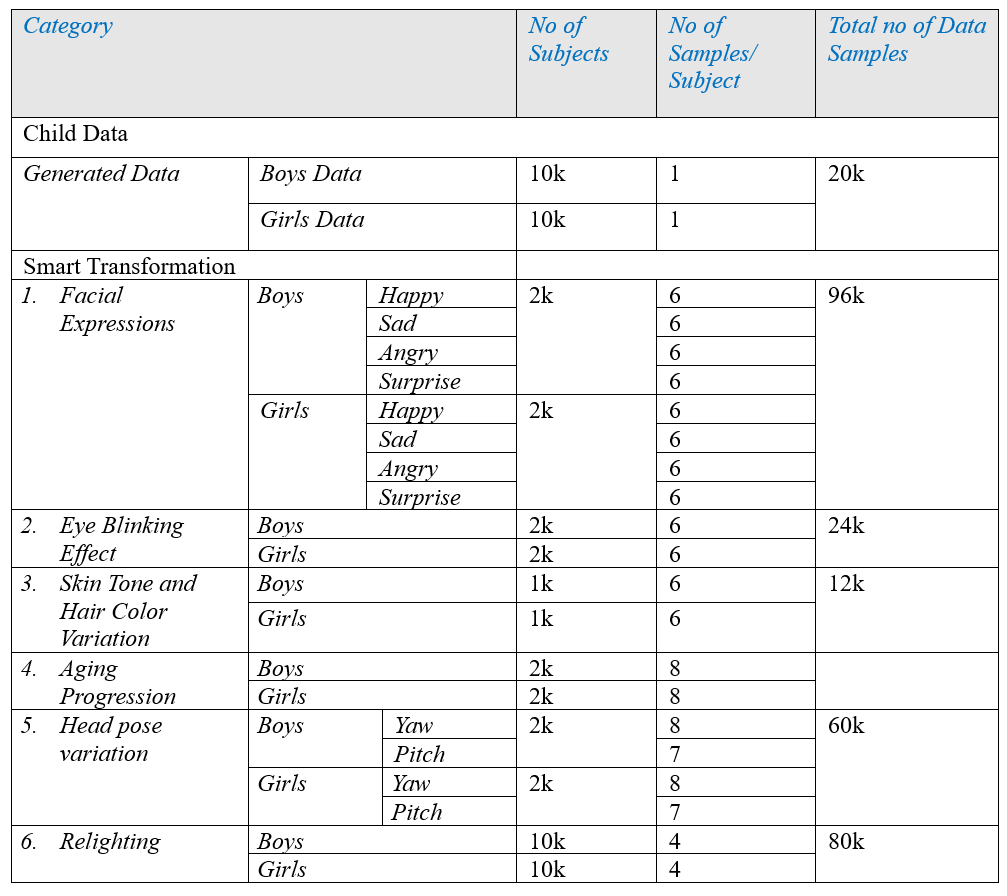 Category No of Subjects No of Samples/ Subject Total no of Data Samples
Child Data
Generated Data Boys Data 10k 1 20k
Girls Data 10k 1
Smart Transformation
1. Facial Expressions Boys Happy 2k 6 96k
Sad 6
Angry 6
Surprise 6
Girls Happy 2k 6
Sad 6
Angry 6
Surprise 6
2. Eye Blinking Effect Boys 2k 6 24k
Girls 2k 6
3. Skin Tone and Hair Color Variation Boys 1k 6 12k
Girls 1k 6
4. Aging Progression Boys 2k 8
Girls 2k 8
5. Head pose variation Boys Yaw 2k 8 60k
Pitch 7
Girls Yaw 2k 8
Pitch 7
6. Relighting Boys 10k 4 80k
Girls 10k 4